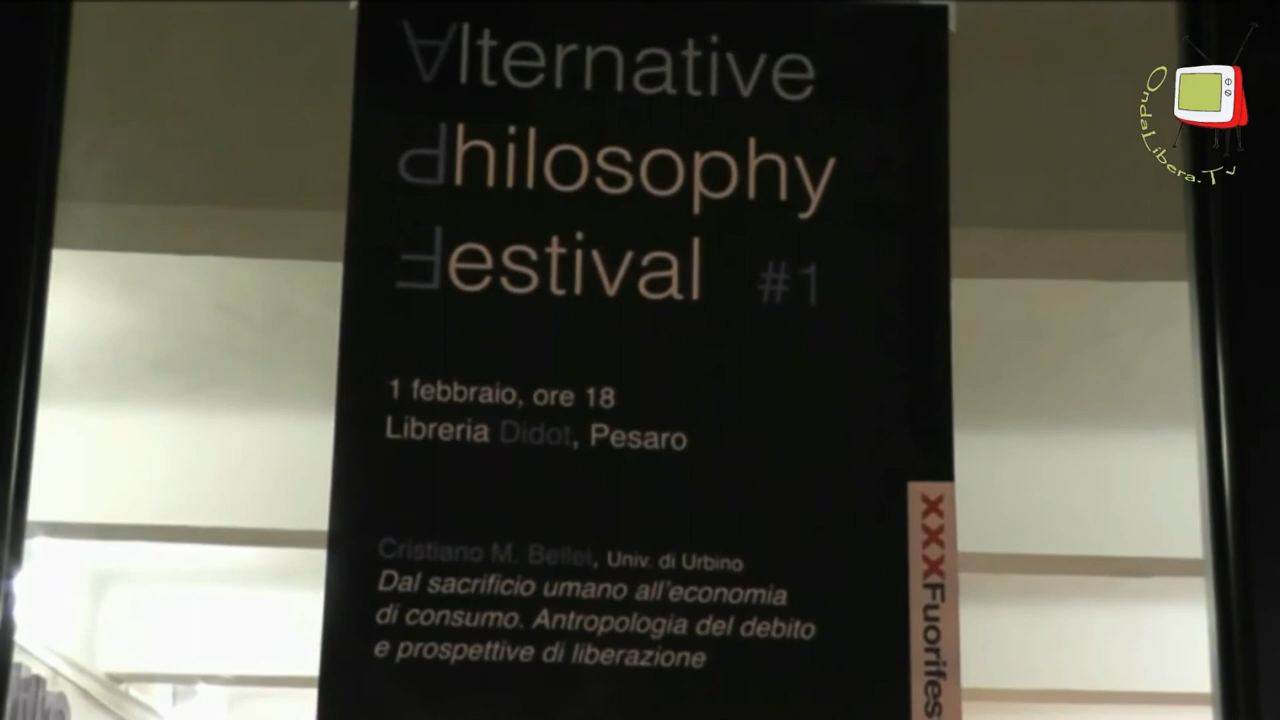 Alternative
Philosophy
Festival #1
1 febbraio, ore 18
Libreria Didot, Pesaro
Cristiano M. Bellei, Univ. di Urbino
Dal sacrificio umano all'economia
di consumo. Antropologia del debito
e prospettive di liberazione
XXXFuorifes
OndaLibera.Tv